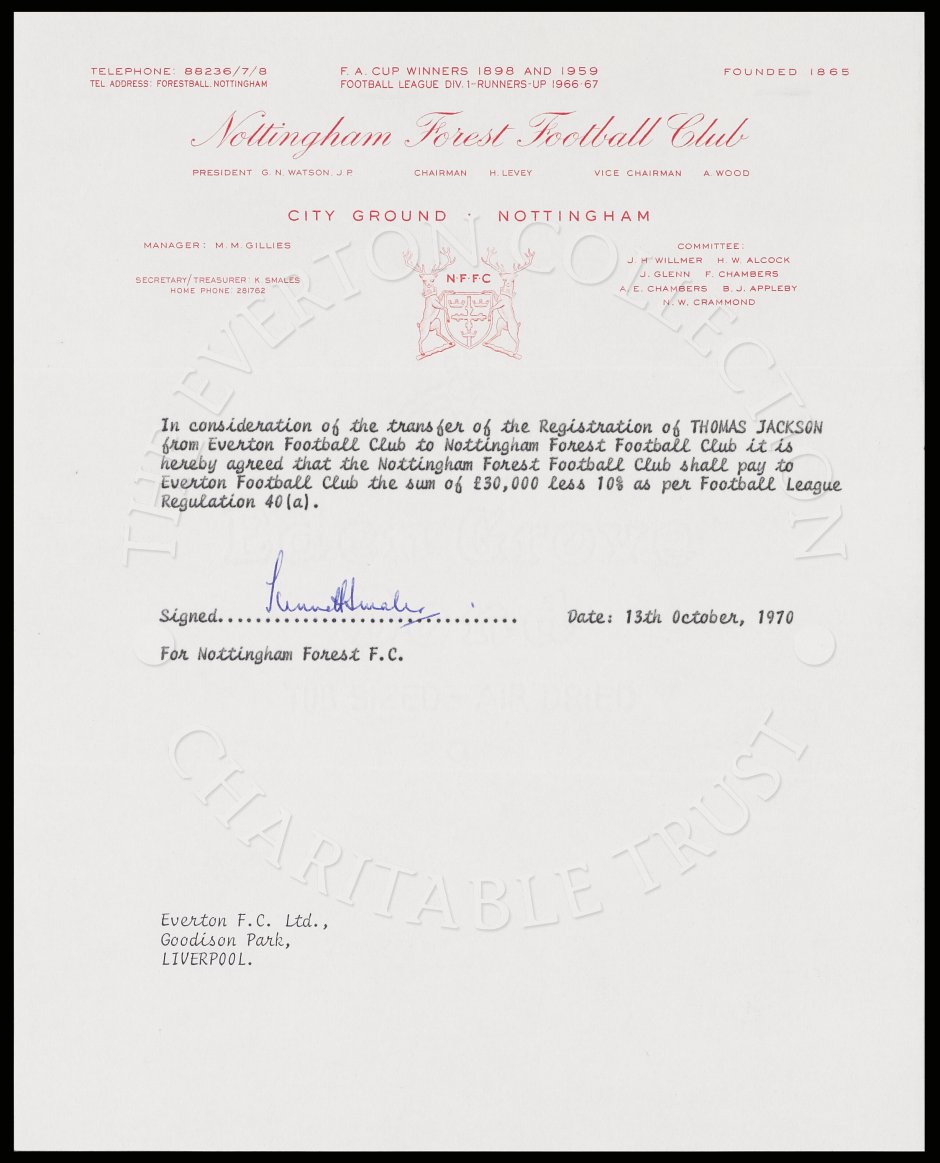 TELEPHONE: 88236/7/8
TEL ADDRESS: FORESTBALL. NOTTINGHAM
F. A. CUP WINNERS 1898 AND 1959
FOOTBALL LEAGUE DIV. 1-RUNNERS-UP 1966-67
FOUNDED 1865
Nottingham Forest Football Club
PRESIDENT G. N. WATSON. J. P. CHAIRMAN H. LEVEY VICE CHAIRMAN A. WOOD
CITY GROUND · NOTTINGHAM
MANAGER: M. M. GILLIES
SECRETARY/TREASURER: K. SMALES
HOME PHONE: 281762
N·F·F·C
COMMITTEE:
J. H. WILLMER H. W. ALCOCK
J. GLENN F. CHAMBERS
A. E. CHAMBERS B. J. APPLEBY
N. W. CRAMMOND
In consideration of the transfer of the Registration of THOMAS JACKSON
from Everton Football Club to Nottingham Forest Football Club it is
hereby agreed that the Nottingham Forest Football Club shall pay to
Everton Football Club the sum of £30,000 less 10% as per Football League
Regulation 40(a).
Signed.................................. Date: 13th October, 1970
Kenneth Smales
For Nottingham Forest F.C.
Everton F.C. Ltd.,
Goodison Park,
LIVERPOOL.
THE EVERTON COLLECTION
CHARITABLE TRUST